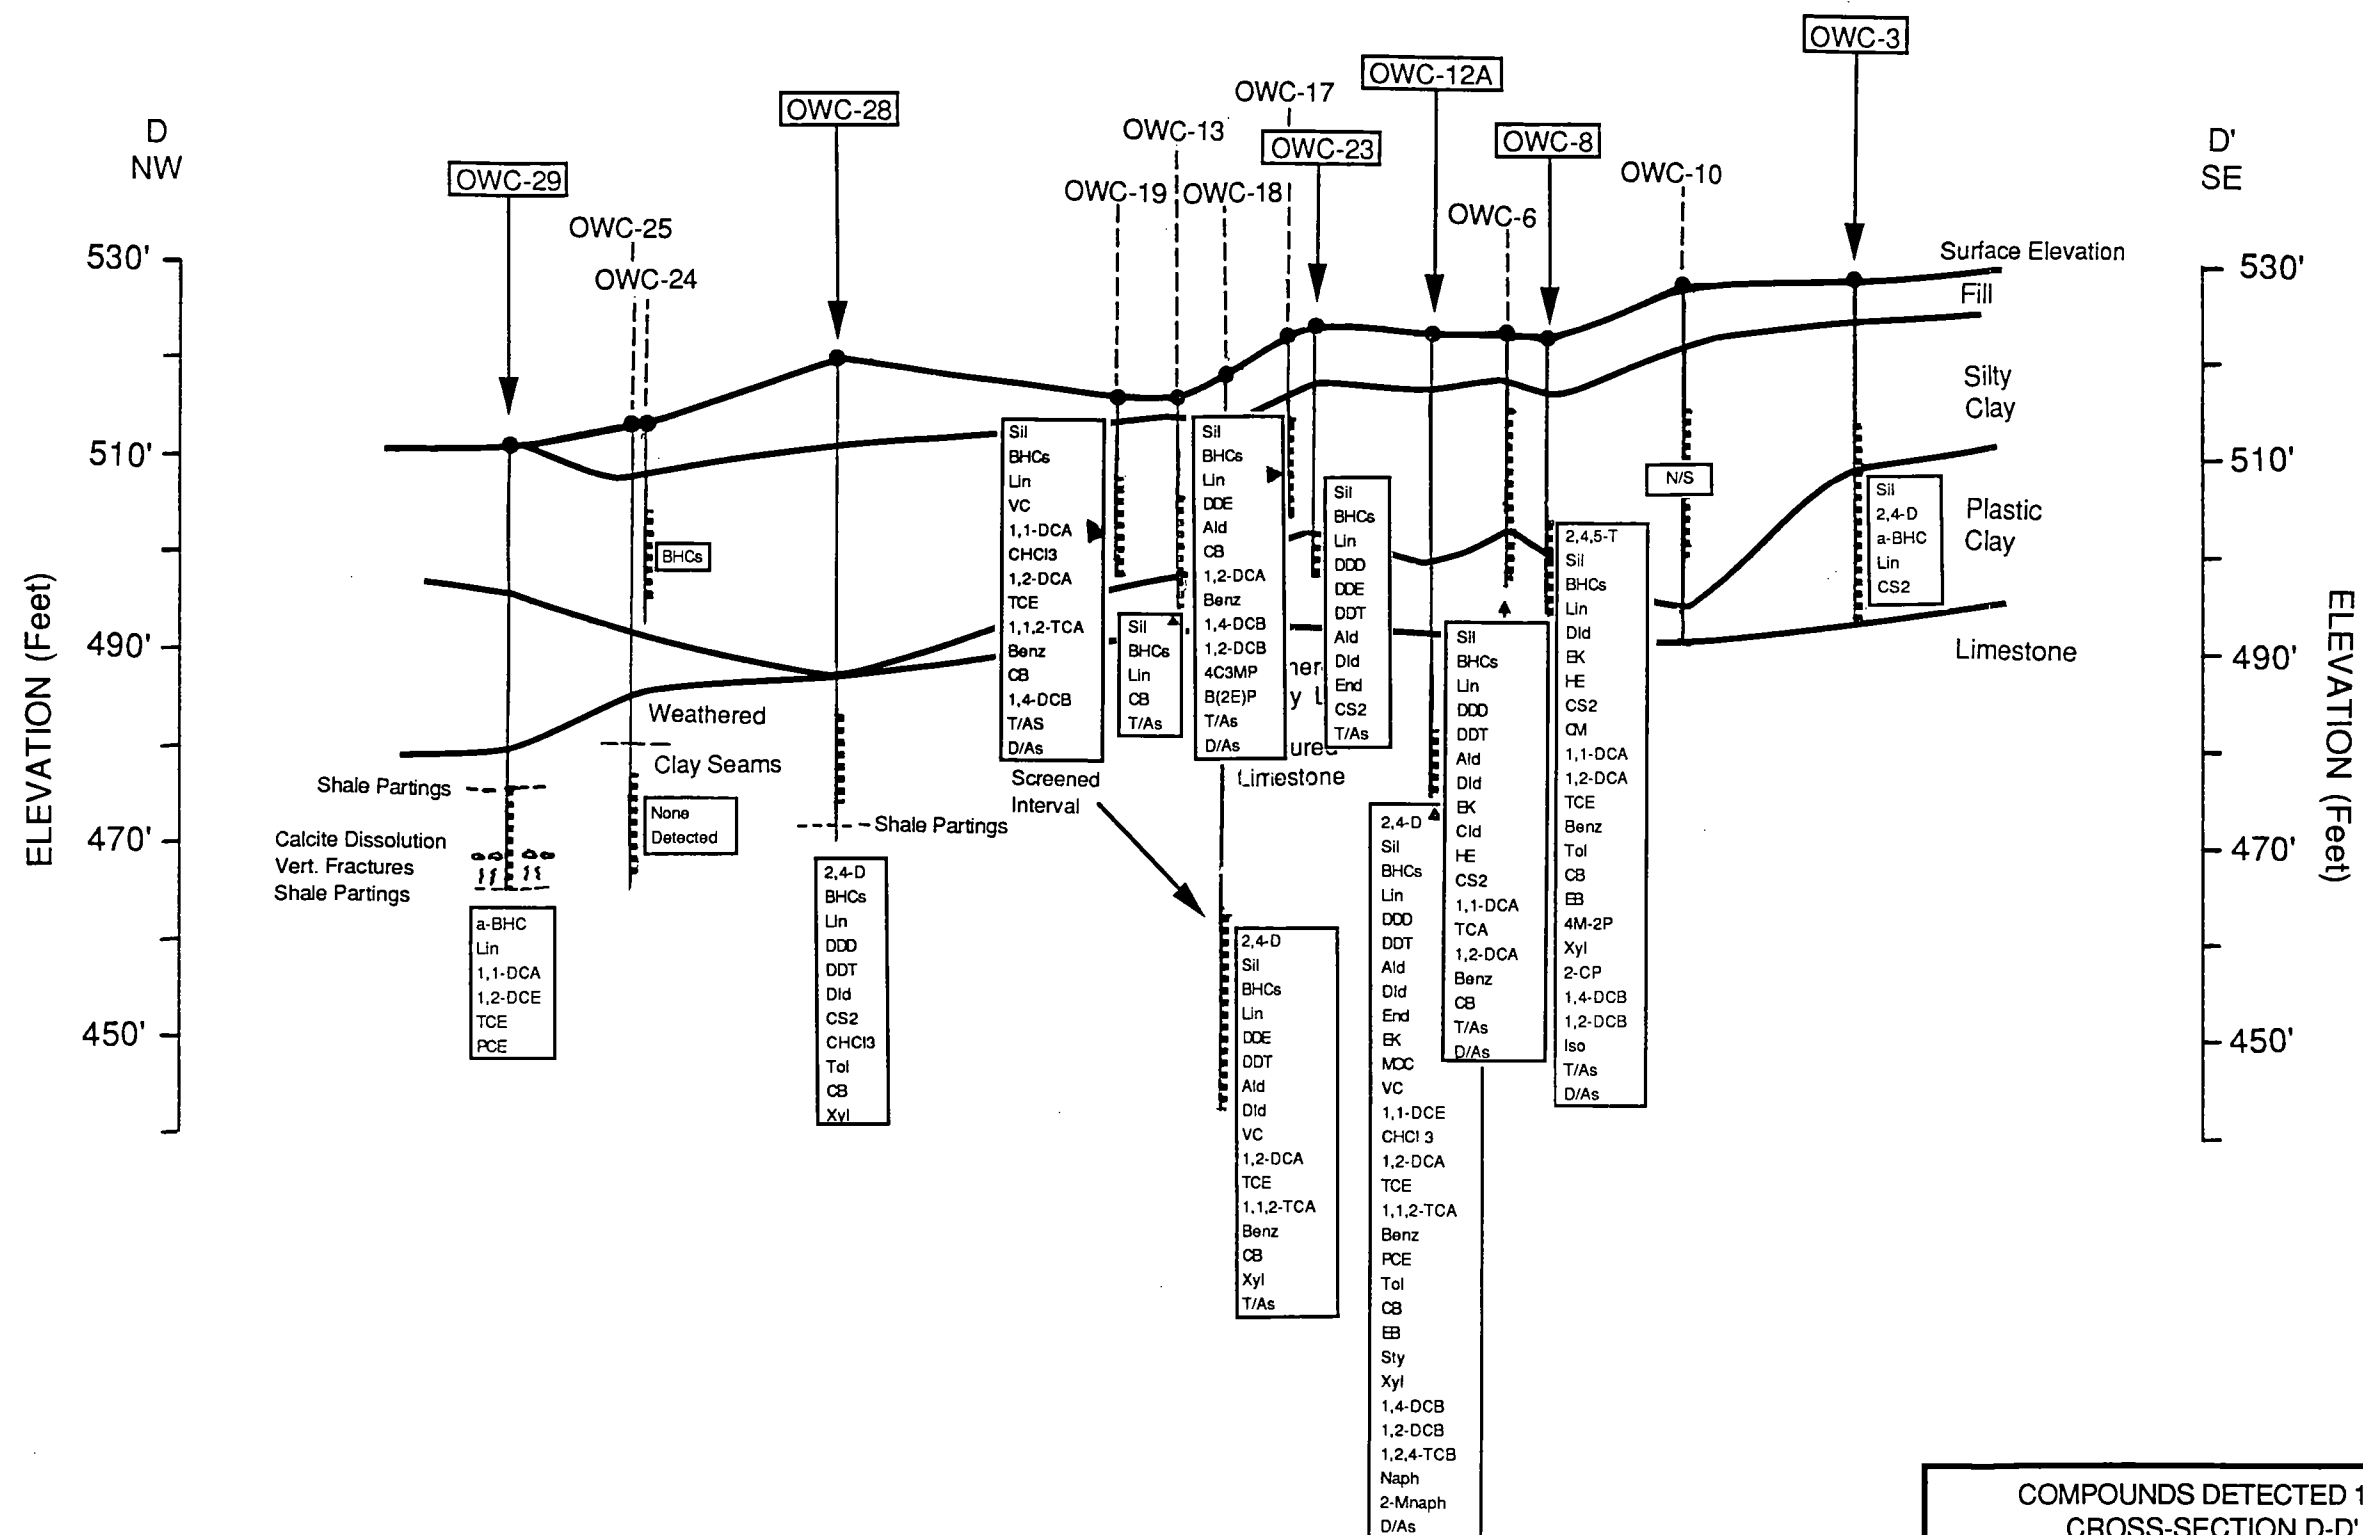 OWC-3
OWC-12A
OWC-17
OWC-28
OWC-13
OWC-23
OWC-8
D
NW
D'
SE
OWC-29
OWC-19
OWC-18
OWC-10
OWC-25
OWC-6
OWC-24
Surface Elevation
Fill
Silty
Clay
Plastic
Clay
Limestone
530'
510'
490'
470'
450'
ELEVATION (Feet)
530'
510'
490'
470'
450'
ELEVATION (Feet)
Shale Partings
Calcite Dissolution
Vert. Fractures
Shale Partings
a-BHC
Lin
1,1-DCA
1,2-DCE
TCE
PCE
BHCs
Weathered
Clay Seams
None
Detected
Shale Partings
2,4-D
BHCs
Lin
DDD
DDT
Dld
CS2
CHCl3
Tol
CB
Xyl
Sil
BHCs
Lin
VC
1,1-DCA
CHCl3
1,2-DCA
TCE
1,1,2-TCA
Benz
CB
1,4-DCB
T/AS
D/As
Screened
Interval
Sil
BHCs
Lin
CB
T/As
Sil
BHCs
Lin
DDE
Ald
CB
1,2-DCA
Benz
1,4-DCB
1,2-DCB
4C3MP
B(2E)P
T/As
D/As
Limestone
2,4-D
Sil
BHCs
Lin
DDE
DDT
Ald
Dld
VC
1,2-DCA
TCE
1,1,2-TCA
Benz
CB
Xyl
T/As
Sil
BHCs
Lin
DDD
DDE
DDT
Ald
Dld
End
CS2
T/As
2,4-D
Sil
BHCs
Lin
DDD
DDT
Ald
Dld
End
EK
MOC
VC
1,1-DCE
CHCl 3
1,2-DCA
TCE
1,1,2-TCA
Benz
PCE
Tol
CB
EB
Sty
Xyl
1,4-DCB
1,2-DCB
1,2,4-TCB
Naph
2-Mnaph
D/As
Sil
BHCs
Lin
DDD
DDT
Ald
Dld
EK
Cld
HE
CS2
1,1-DCA
TCA
1,2-DCA
Benz
CB
T/As
D/As
2,4,5-T
Sil
BHCs
Lin
Dld
EK
HE
CS2
CM
1,1-DCA
1,2-DCA
TCE
Benz
Tol
CB
EB
4M-2P
Xyl
2-CP
1,4-DCB
1,2-DCB
Iso
T/As
D/As
N/S
Sil
2,4-D
a-BHC
Lin
CS2
COMPOUNDS DETECTED 1
CROSS-SECTION D-D'